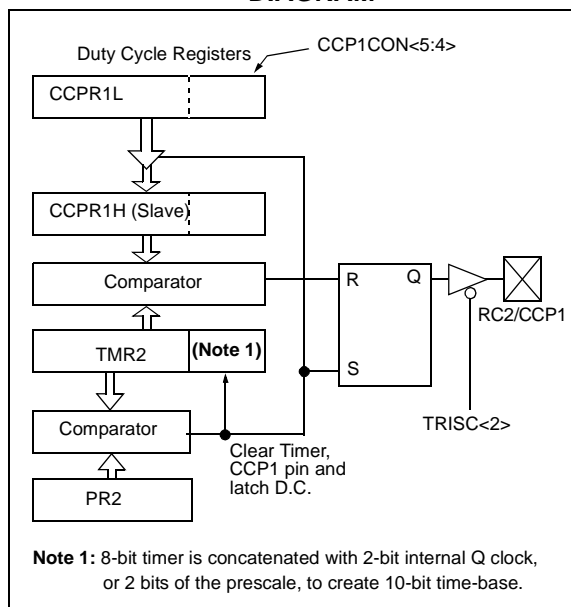 Duty Cycle Registers
CCP1CON<5:4>
CCPR1L
CCPR1H (Slave)
Comparator
R
Q
RC2/CCP1
TMR2
(Note 1)
S
TRISC<2>
Comparator
Clear Timer,
CCP1 pin and
latch D.C.
PR2
Note 1: 8-bit timer is concatenated with 2-bit internal Q clock,
or 2 bits of the prescale, to create 10-bit time-base.